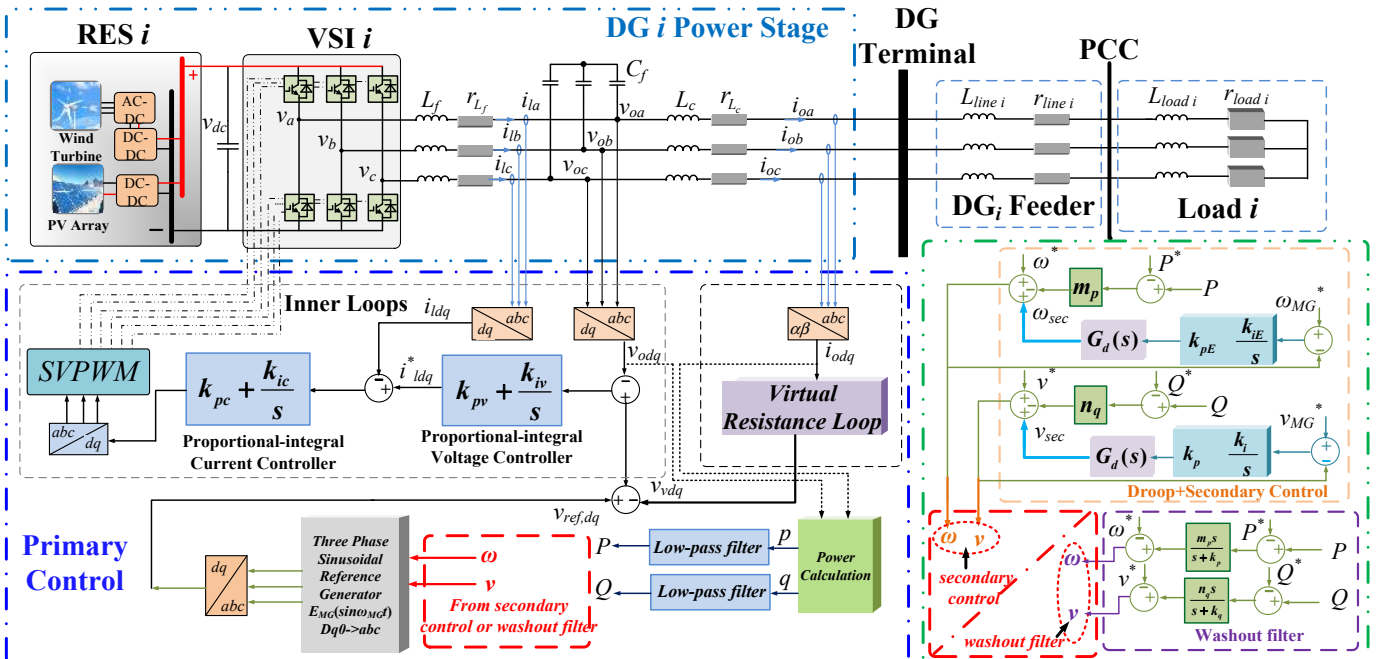 RES i
VSI i
DG i Power Stage
DG
Terminal
PCC
AC-
DC
DC-
DC
DC-
DC
Wind
Turbine
PV Array
+
−
v_dc
v_a
v_b
v_c
L_f
r_{L_f}
i_la
i_lb
i_lc
C_f
v_oa
v_ob
v_oc
L_c
r_{L_c}
i_oa
i_ob
i_oc
L_line i
r_line i
L_load i
r_load i
DG_i Feeder
Load i
Inner Loops
i_ldq
abc
dq
abc
dq
abc
αβ
v_odq
i_odq
SVPWM
k_pc + k_ic/s
i*_ldq
k_pv + k_iv/s
Virtual
Resistance Loop
abc
dq
Proportional-integral
Current Controller
Proportional-integral
Voltage Controller
v_vdq
v_ref,dq
Primary
Control
dq
abc
Three Phase
Sinusoidal
Reference
Generator
E_MG(sinω_MGt)
Dq0->abc
ω
v
From secondary
control or washout filter
P
Low-pass filter
p
Q
Low-pass filter
q
Power
Calculation
ω*
m_p
P*
P
ω_sec
G_d(s)
k_pE k_iE/s
ω_MG*
v*
n_q
Q*
Q
v_sec
G_d(s)
k_p k_i/s
v_MG*
Droop+Secondary Control
ω v
secondary
control
ω
v
washout filter
ω*
m_p s/s + k_p
P*
P
v*
n_q s/s + k_q
Q*
Q
Washout filter